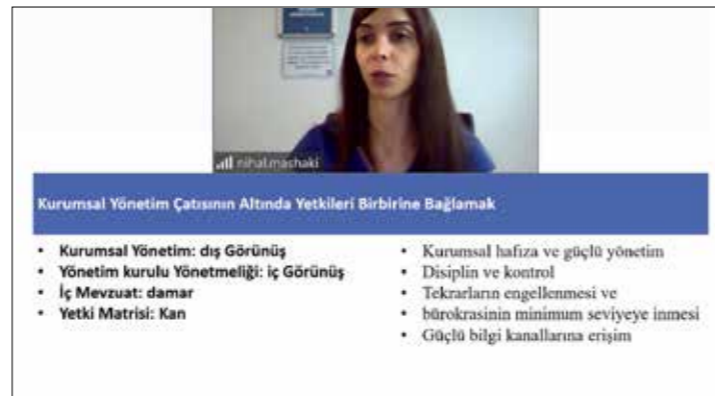 nihal.mashaki
Kurumsal Yönetim Çatısının Altında Yetkileri Birbirine Bağlamak
• Kurumsal Yönetim: dış Görünüş
• Yönetim kurulu Yönetmeliği: iç Görünüş
• İç Mevzuat: damar
• Yetki Matrisi: Kan
• Kurumsal hafıza ve güçlü yönetim
• Disiplin ve kontrol
• Tekrarların engellenmesi ve
• bürokrasinin minimum seviyeye inmesi
• Güçlü bilgi kanallarına erişim